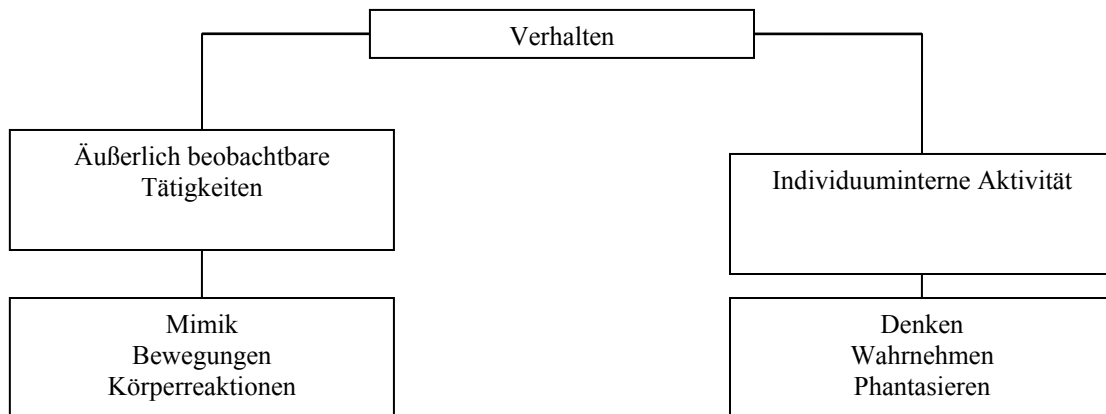 Verhalten
Äußerlich beobachtbare
Tätigkeiten
Individuuminterne Aktivität
Mimik
Bewegungen
Körperreaktionen
Denken
Wahrnehmen
Phantasieren